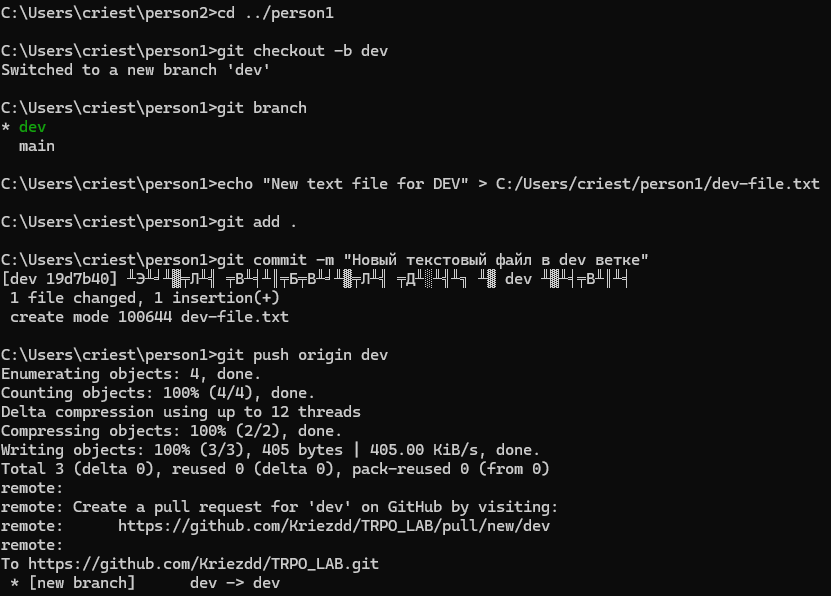 C:\Users\criest\person2>cd ../person1
C:\Users\criest\person1>git checkout -b dev
Switched to a new branch 'dev'
C:\Users\criest\person1>git branch
* dev
main
C:\Users\criest\person1>echo "New text file for DEV" > C:/Users/criest/person1/dev-file.txt
C:\Users\criest\person1>git add .
C:\Users\criest\person1>git commit -m "Новый текстовый файл в dev ветке"
[dev 19d7b40] dev
1 file changed, 1 insertion(+)
create mode 100644 dev-file.txt
C:\Users\criest\person1>git push origin dev
Enumerating objects: 4, done.
Counting objects: 100% (4/4), done.
Delta compression using up to 12 threads
Compressing objects: 100% (2/2), done.
Writing objects: 100% (3/3), 405 bytes | 405.00 KiB/s, done.
Total 3 (delta 0), reused 0 (delta 0), pack-reused 0 (from 0)
remote:
remote: Create a pull request for 'dev' on GitHub by visiting:
remote:      https://github.com/Kriezdd/TRPO_LAB/pull/new/dev
remote:
To https://github.com/Kriezdd/TRPO_LAB.git
* [new branch]      dev -> dev